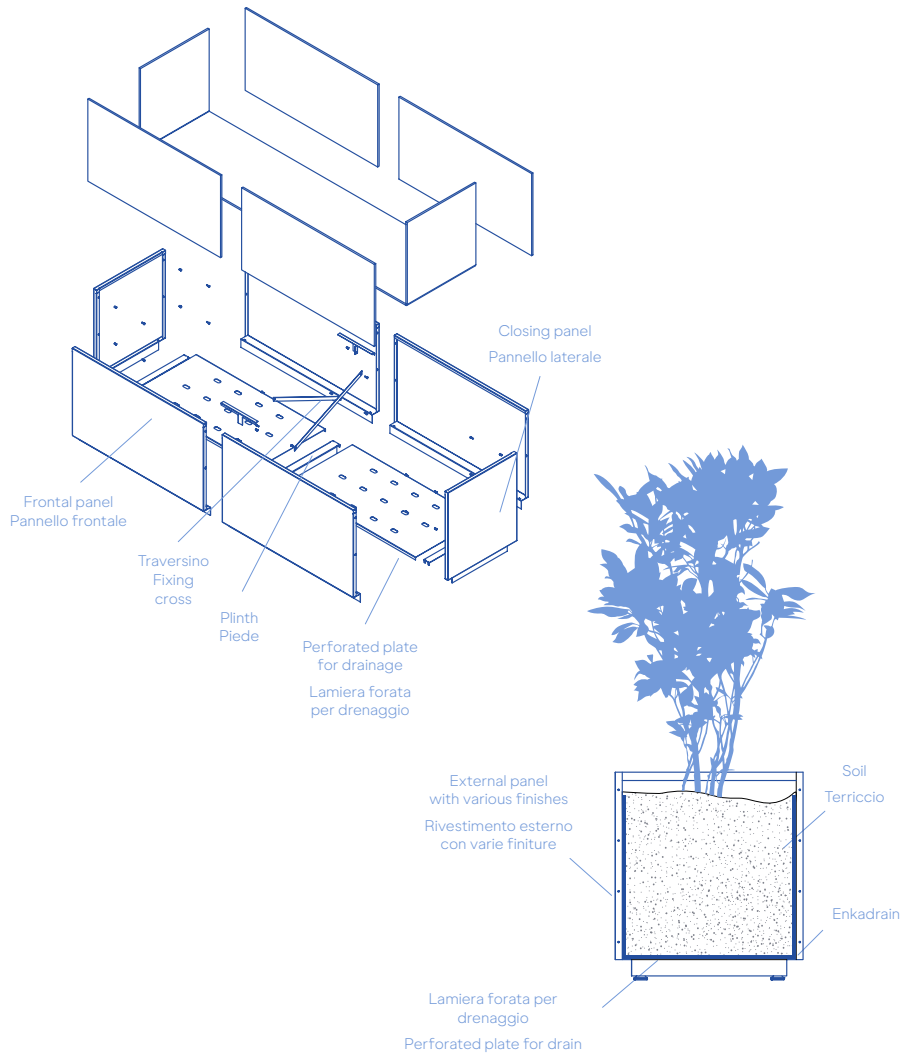 Closing panel
Pannello laterale
Frontal panel
Pannello frontale
Traversino
Fixing
cross
Plinth
Piede
Perforated plate
for drainage
Lamiera forata
per drenaggio
External panel
with various finishes
Rivestimento esterno
con varie finiture
Soil
Terriccio
Enkadrain
Lamiera forata per
drenaggio
Perforated plate for drain